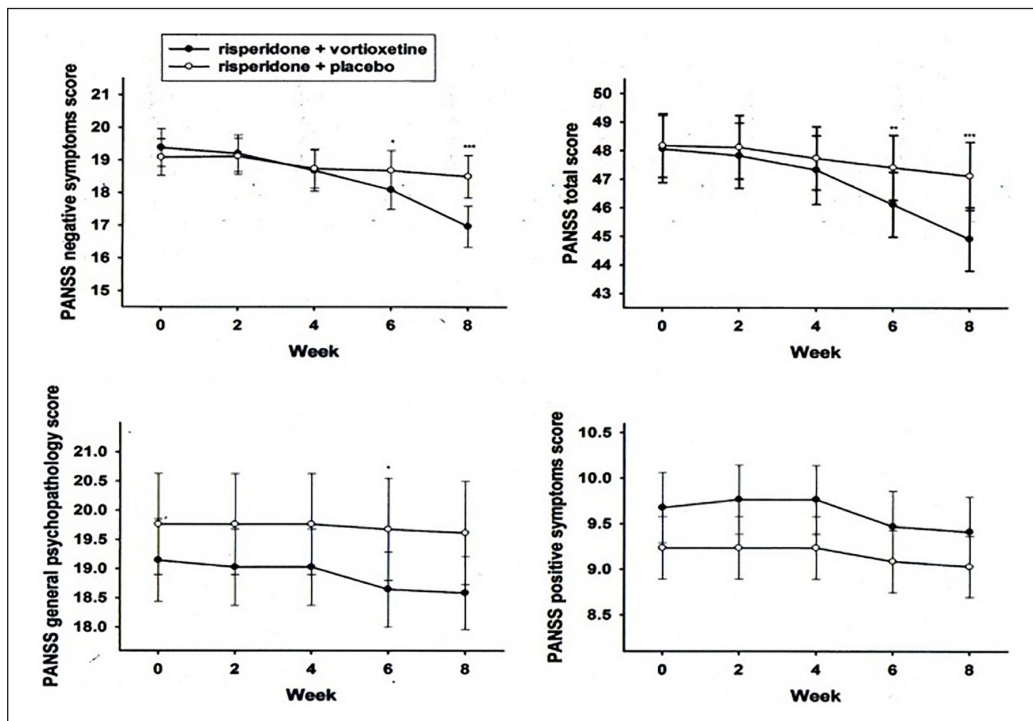 risperidone + vortioxetine
risperidone + placebo
PANSS negative symptoms score
21
20
19
18
17
16
15
*
***
0 2 4 6 8
Week
PANSS total score
50
49
48
47
46
45
44
43
**
***
0 2 4 6 8
Week
PANSS general psychopathology score
21.0
20.5
20.0
19.5
19.0
18.5
18.0
*
0 2 4 6 8
Week
PANSS positive symptoms score
10.5
10.0
9.5
9.0
8.5
0 2 4 6 8
Week